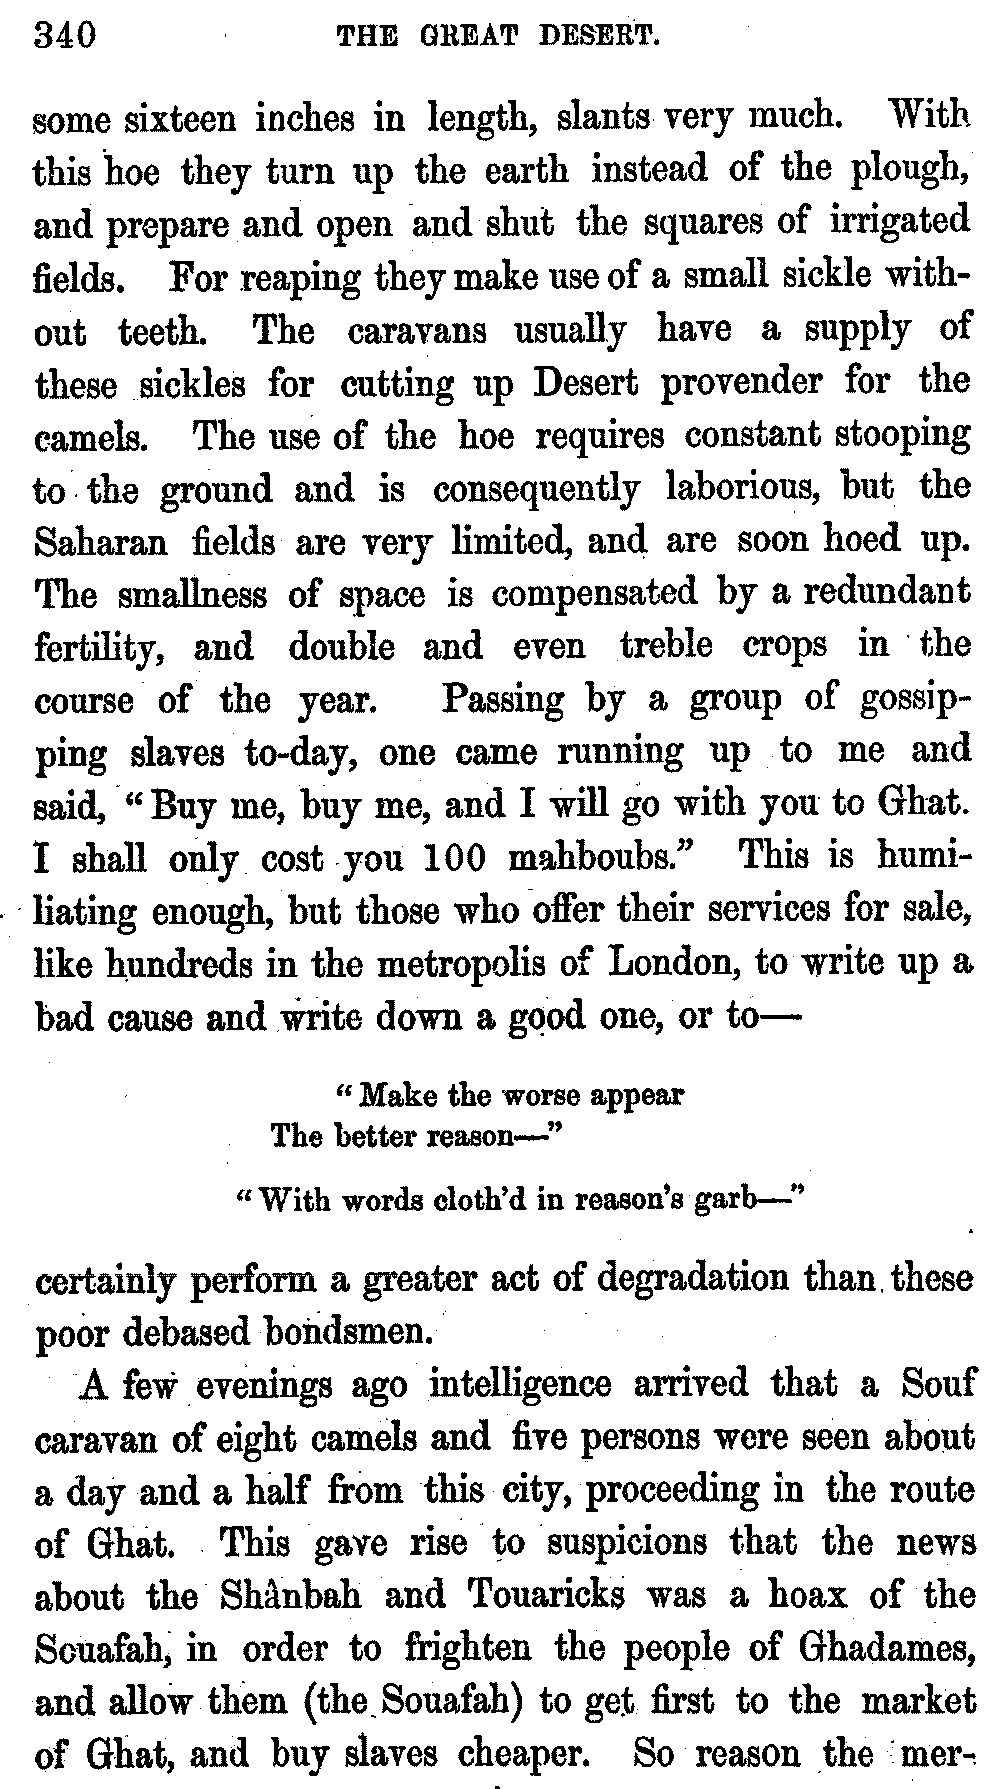 340 THE GREAT DESERT.
some sixteen inches in length, slants very much. With
this hoe they turn up the earth instead of the plough,
and prepare and open and shut the squares of irrigated
fields. For reaping they make use of a small sickle with-
out teeth. The caravans usually have a supply of
these sickles for cutting up Desert provender for the
camels. The use of the hoe requires constant stooping
to the ground and is consequently laborious, but the
Saharan fields are very limited, and are soon hoed up.
The smallness of space is compensated by a redundant
fertility, and double and even treble crops in the
course of the year. Passing by a group of gossip-
ping slaves to-day, one came running up to me and
said, “Buy me, buy me, and I will go with you to Ghat.
I shall only cost you 100 mahboubs.” This is humi-
liating enough, but those who offer their services for sale,
like hundreds in the metropolis of London, to write up a
bad cause and write down a good one, or to—
“Make the worse appear
The better reason—”
“With words cloth'd in reason's garb—”
certainly perform a greater act of degradation than these
poor debased bondsmen.
A few evenings ago intelligence arrived that a Souf
caravan of eight camels and five persons were seen about
a day and a half from this city, proceeding in the route
of Ghat. This gave rise to suspicions that the news
about the Shânbah and Touaricks was a hoax of the
Souafah, in order to frighten the people of Ghadames,
and allow them (the Souafah) to get first to the market
of Ghat, and buy slaves cheaper. So reason the mer-